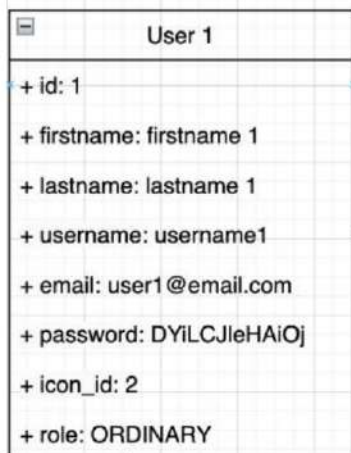 User 1
+ id: 1
+ firstname: firstname 1
+ lastname: lastname 1
+ username: username1
+ email: user1@email.com
+ password: DYiLCJleHAiOj
+ icon_id: 2
+ role: ORDINARY